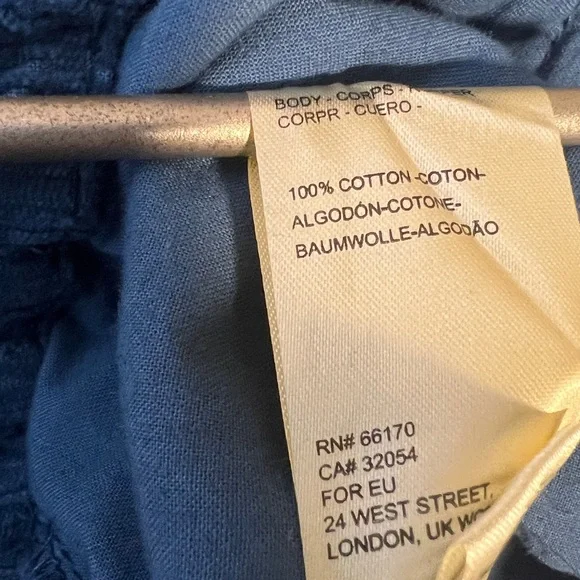 BODY - CORPS -
CORPR - CUERO -
100% COTTON-COTON-
ALGODÓN-COTONE-
BAUMWOLLE-ALGODÃO
RN# 66170
CA# 32054
FOR EU
24 WEST STREET,
LONDON, UK